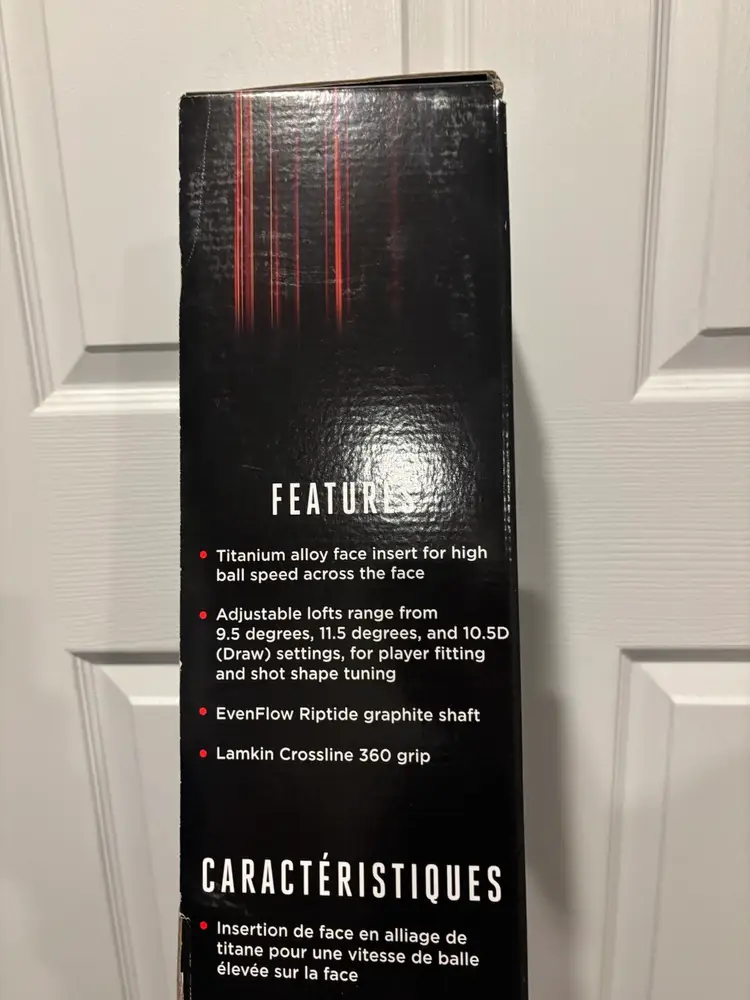 FEATURES
• Titanium alloy face insert for high
ball speed across the face
• Adjustable lofts range from
9.5 degrees, 11.5 degrees, and 10.5D
(Draw) settings, for player fitting
and shot shape tuning
• EvenFlow Riptide graphite shaft
• Lamkin Crossline 360 grip
CARACTÉRISTIQUES
• Insertion de face en alliage de
titane pour une vitesse de balle
élevée sur la face